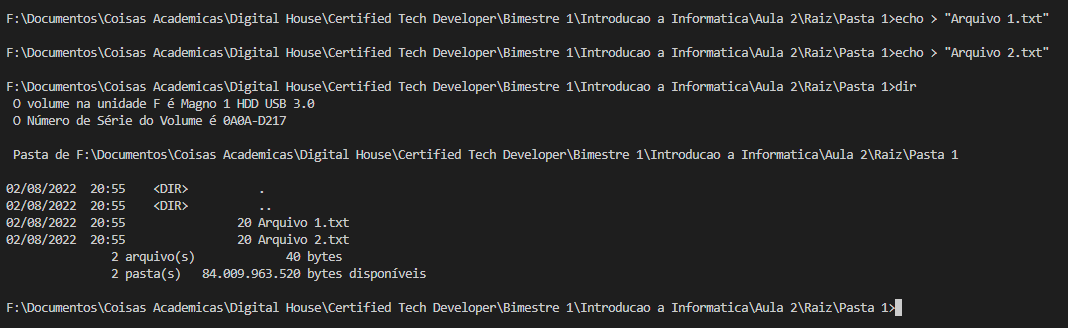 F:\Documentos\Coisas Academicas\Digital House\Certified Tech Developer\Bimestre 1\Introducao a Informatica\Aula 2\Raiz\Pasta 1>echo > "Arquivo 1.txt"
F:\Documentos\Coisas Academicas\Digital House\Certified Tech Developer\Bimestre 1\Introducao a Informatica\Aula 2\Raiz\Pasta 1>echo > "Arquivo 2.txt"
F:\Documentos\Coisas Academicas\Digital House\Certified Tech Developer\Bimestre 1\Introducao a Informatica\Aula 2\Raiz\Pasta 1>dir
 O volume na unidade F é Magno 1 HDD USB 3.0
 O Número de Série do Volume é 0A0A-D217
 Pasta de F:\Documentos\Coisas Academicas\Digital House\Certified Tech Developer\Bimestre 1\Introducao a Informatica\Aula 2\Raiz\Pasta 1
02/08/2022  20:55    <DIR>          .
02/08/2022  20:55    <DIR>          ..
02/08/2022  20:55                20 Arquivo 1.txt
02/08/2022  20:55                20 Arquivo 2.txt
               2 arquivo(s)             40 bytes
               2 pasta(s)   84.009.963.520 bytes disponíveis
F:\Documentos\Coisas Academicas\Digital House\Certified Tech Developer\Bimestre 1\Introducao a Informatica\Aula 2\Raiz\Pasta 1>